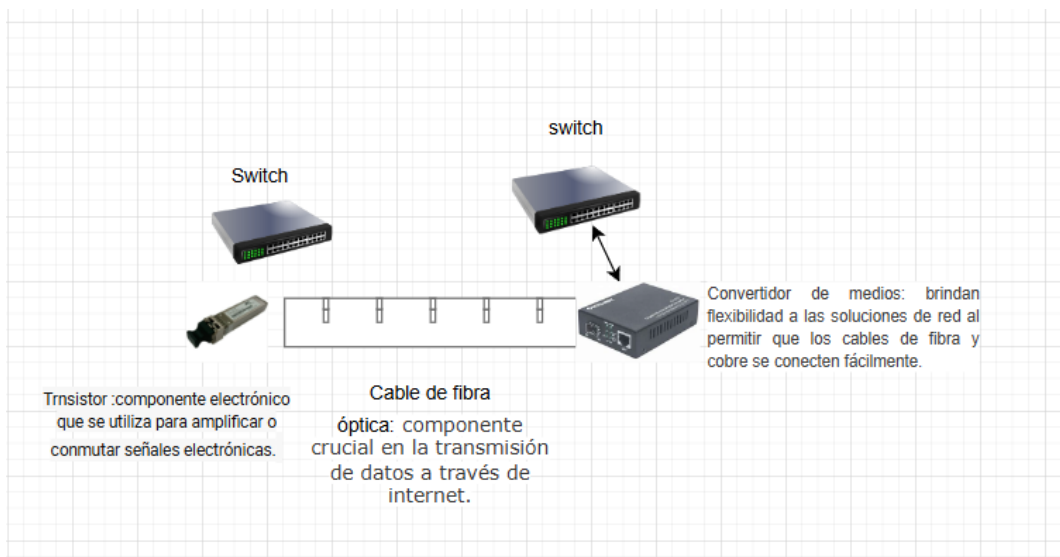 switch
Switch
Convertidor de medios: brindan
flexibilidad a las soluciones de red al
permitir que los cables de fibra y
cobre se conecten fácilmente.
Trnsistor :componente electrónico
que se utiliza para amplificar o
conmutar señales electrónicas.
Cable de fibra
óptica: componente
crucial en la transmisión
de datos a través de
internet.